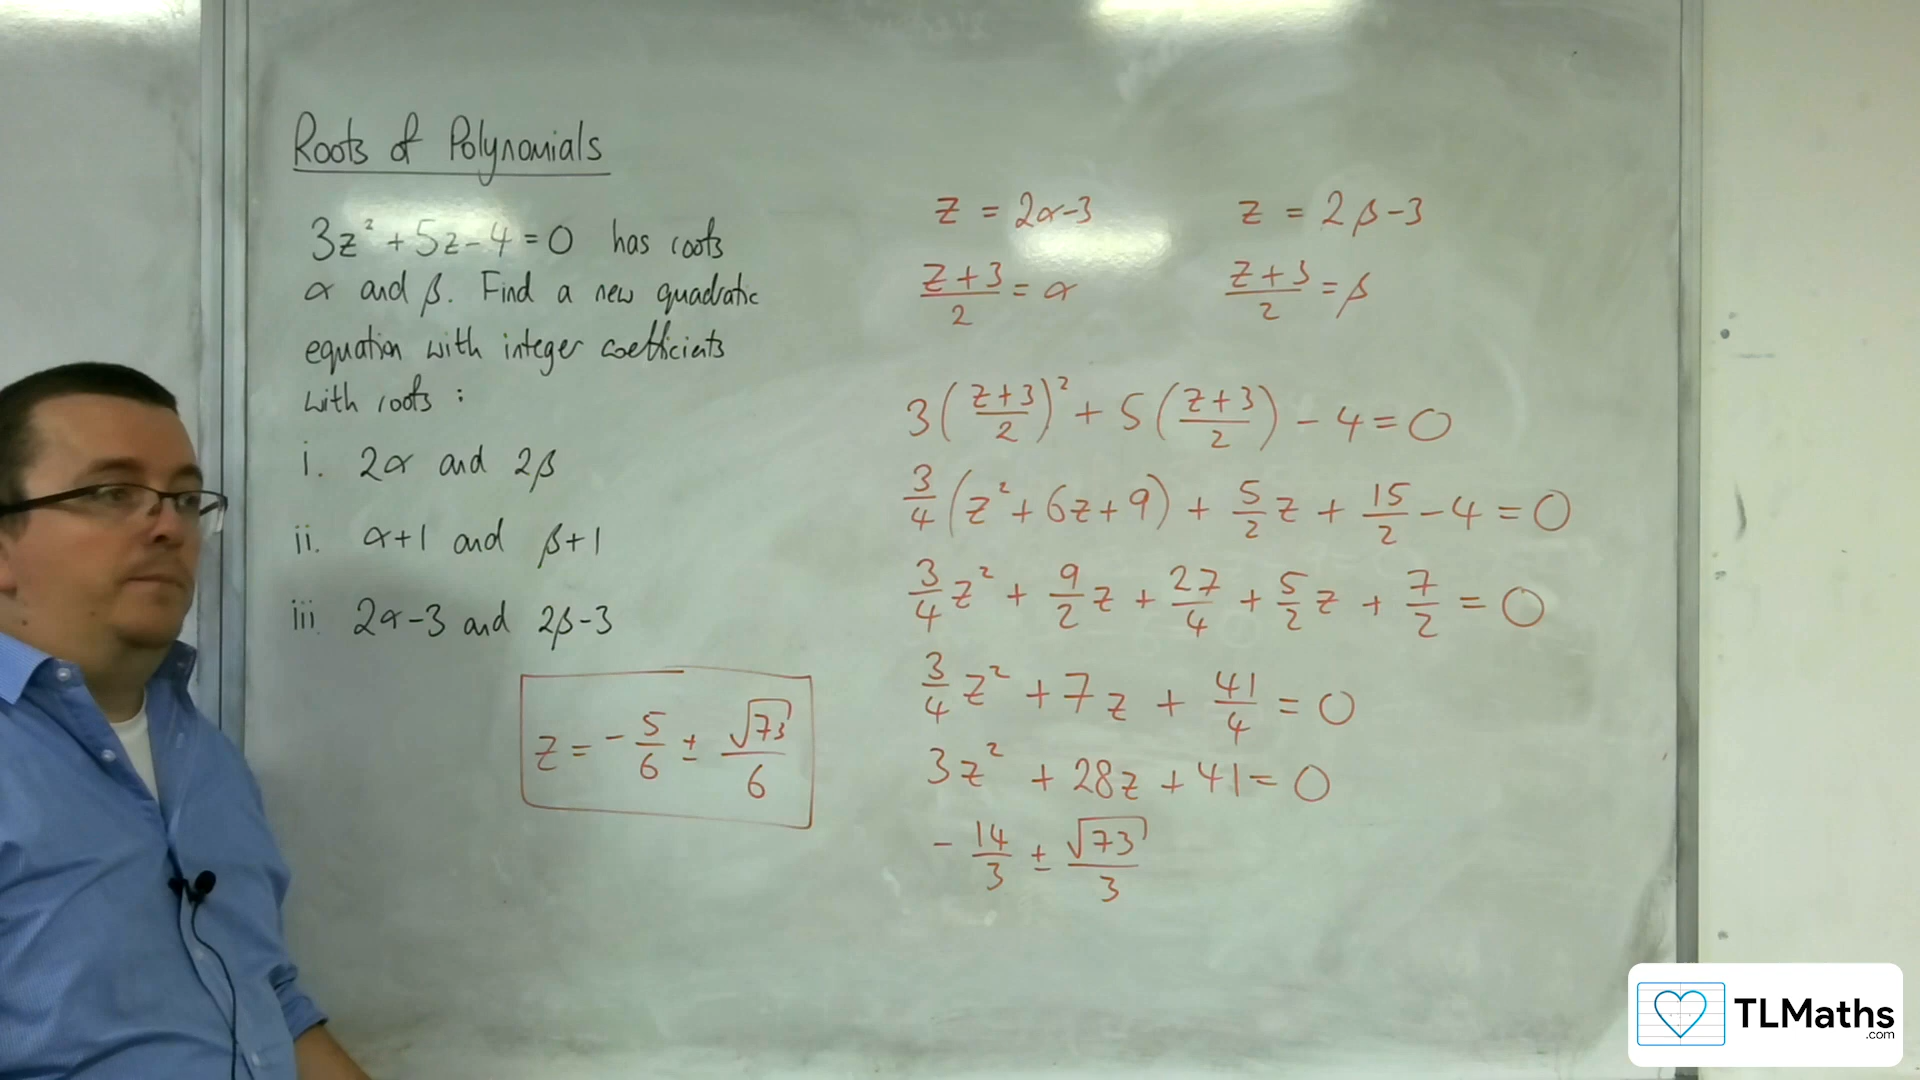 Roots of Polynomials
3z² + 5z - 4 = 0 has roots
α and β. Find a new quadratic
equation with integer coefficients
with roots :
i. 2α and 2β
ii. α+1 and β+1
iii. 2α-3 and 2β-3
z = -5/6 ± √73/6
z = 2α-3
z = 2β-3
(z+3)/2 = α
(z+3)/2 = β
3((z+3)/2)² + 5((z+3)/2) - 4 = 0
3/4(z² + 6z + 9) + 5/2 z + 15/2 - 4 = 0
3/4 z² + 9/2 z + 27/4 + 5/2 z + 7/2 = 0
3/4 z² + 7z + 41/4 = 0
3z² + 28z + 41 = 0
-14/3 ± √73/3
TLMaths
.com